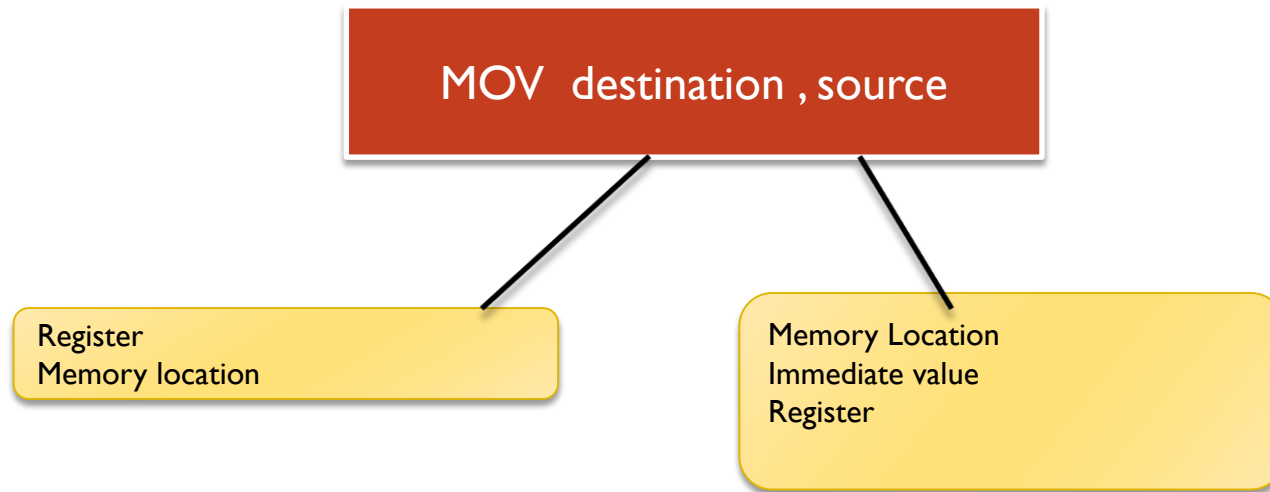 MOV destination , source
Register
Memory location
Memory Location
Immediate value
Register